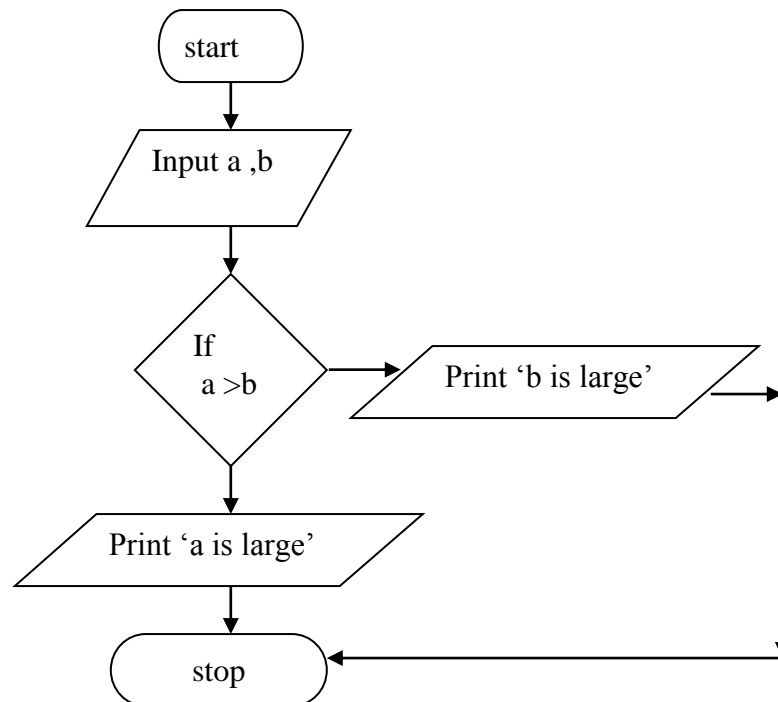 start
Input a ,b
If
a >b
Print ‘b is large’
Print ‘a is large’
stop